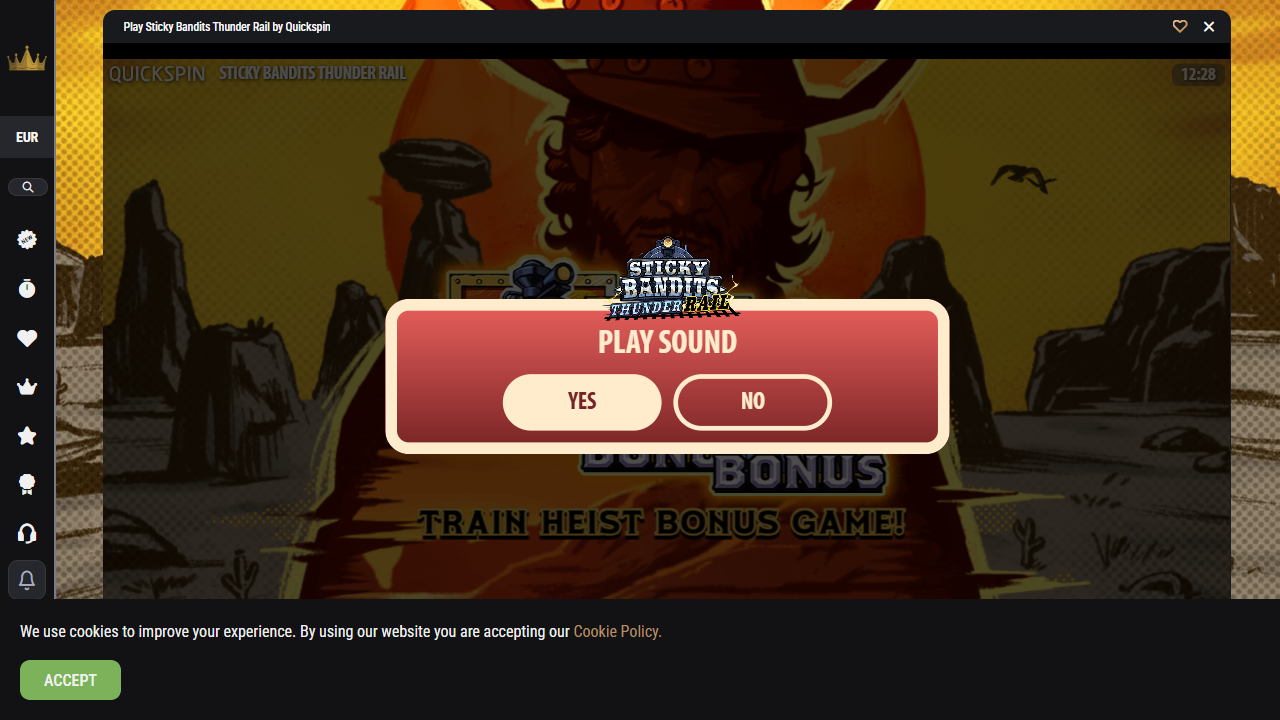 Play Sticky Bandits Thunder Rail by Quickspin
QUICKSPIN STICKY BANDITS THUNDER RAIL
12:28
EUR
NEW
STICKY
BANDITS
THUNDER RAIL
PLAY SOUND
YES
NO
BONUS
TRAIN HEIST BONUS GAME!
We use cookies to improve your experience. By using our website you are accepting our Cookie Policy.
ACCEPT